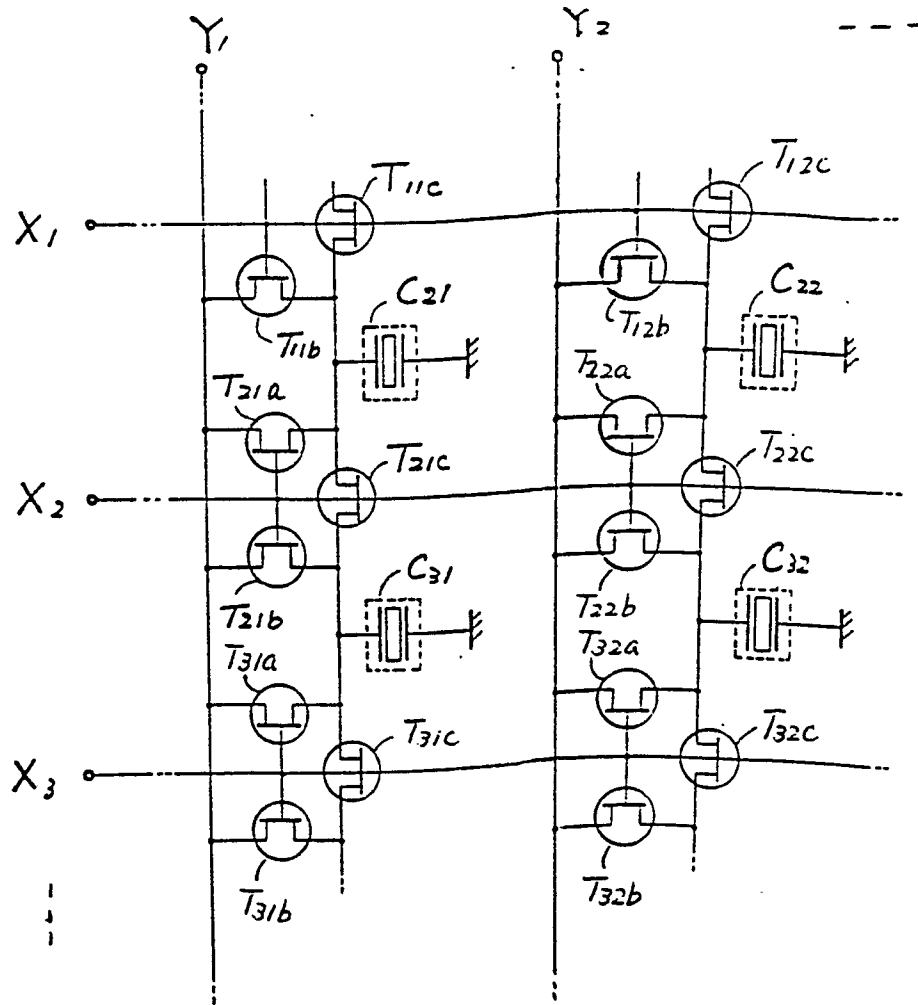 Y1
Y2
T11c
T12c
X1
C21
C22
T11b
T12b
T21a
T22a
T21c
T22c
X2
C31
C32
T21b
T22b
T31a
T32a
T31c
T32c
X3
T31b
T32b